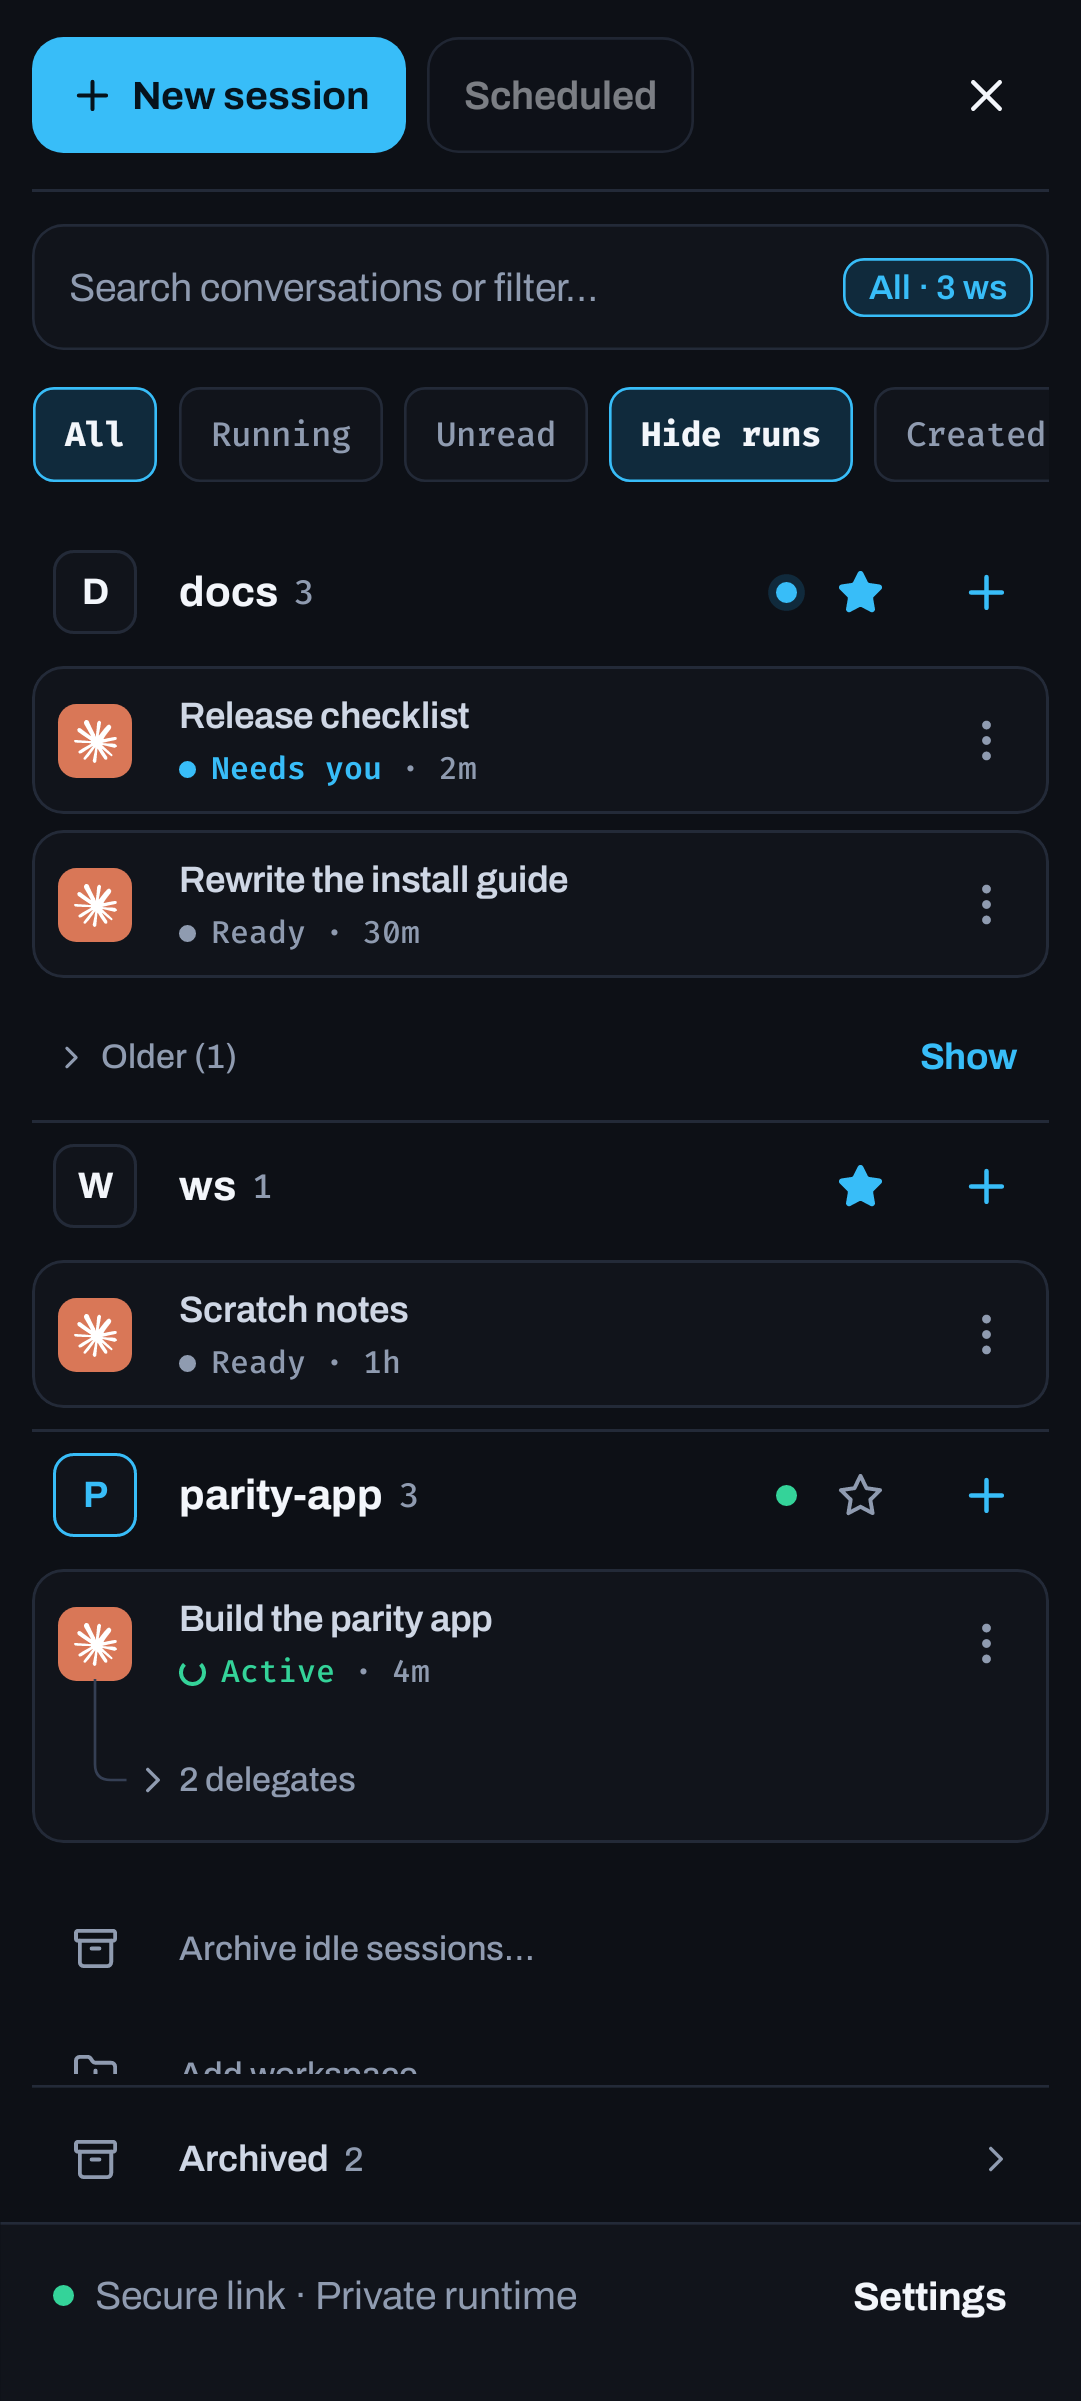 New session
Scheduled
Search conversations or filter...
All · 3 ws
All
Running
Unread
Hide runs
Created
D
docs 3
Release checklist
Needs you · 2m
Rewrite the install guide
Ready · 30m
Older (1)
Show
W
ws 1
Scratch notes
Ready · 1h
P
parity-app 3
Build the parity app
Active · 4m
2 delegates
Archive idle sessions...
Add workspace
Archived 2
Secure link · Private runtime
Settings